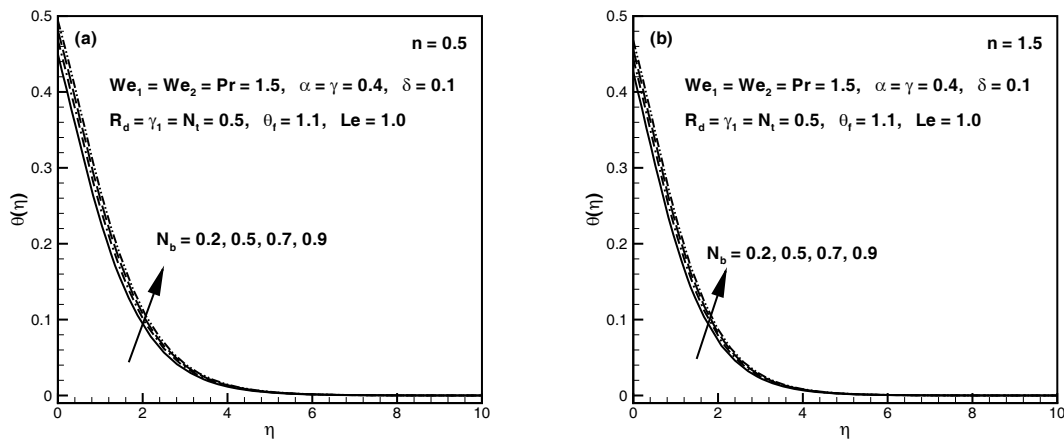 (a)
n = 0.5
We₁ = We₂ = Pr = 1.5, α = γ = 0.4, δ = 0.1
R_d = γ₁ = N_t = 0.5, θ_f = 1.1, Le = 1.0
N_b = 0.2, 0.5, 0.7, 0.9
θ(η)
0.5
0.4
0.3
0.2
0.1
0
0 2 4 6 8 10
η
(b)
n = 1.5
We₁ = We₂ = Pr = 1.5, α = γ = 0.4, δ = 0.1
R_d = γ₁ = N_t = 0.5, θ_f = 1.1, Le = 1.0
N_b = 0.2, 0.5, 0.7, 0.9
θ(η)
0.5
0.4
0.3
0.2
0.1
0
0 2 4 6 8 10
η